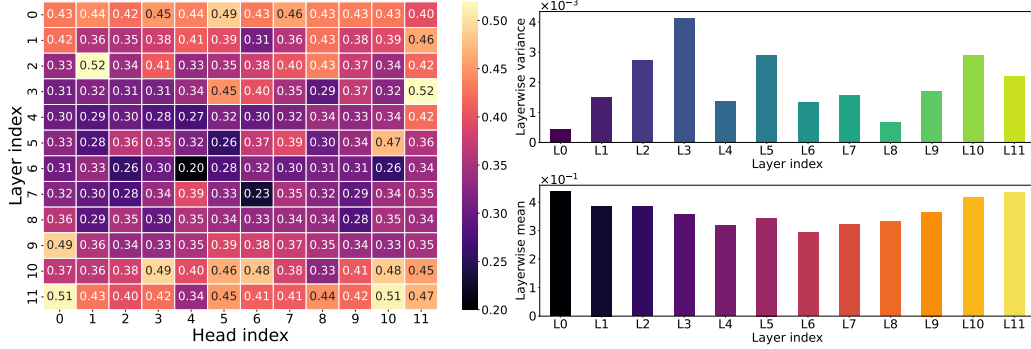 0 0.43 0.44 0.43 0.45 0.44 0.49 0.43 0.46 0.43 0.43 0.43 0.40
1 0.42 0.36 0.35 0.38 0.41 0.39 0.31 0.36 0.43 0.38 0.39 0.46
2 0.33 0.52 0.34 0.41 0.33 0.35 0.38 0.37 0.43 0.37 0.34 0.42
3 0.31 0.32 0.31 0.31 0.34 0.45 0.40 0.35 0.29 0.37 0.32 0.52
4 0.30 0.31 0.30 0.28 0.27 0.32 0.30 0.32 0.34 0.33 0.34 0.42
5 0.33 0.28 0.36 0.35 0.32 0.26 0.37 0.39 0.30 0.31 0.47 0.36
6 0.31 0.33 0.26 0.30 0.20 0.28 0.32 0.30 0.31 0.31 0.26 0.34
7 0.32 0.30 0.28 0.34 0.39 0.33 0.23 0.35 0.32 0.29 0.34 0.35
8 0.36 0.29 0.35 0.30 0.35 0.34 0.34 0.34 0.34 0.28 0.34 0.34
9 0.49 0.36 0.34 0.33 0.35 0.39 0.38 0.37 0.35 0.34 0.33 0.35
10 0.37 0.36 0.38 0.49 0.40 0.46 0.48 0.38 0.33 0.41 0.48 0.45
11 0.51 0.43 0.40 0.42 0.34 0.45 0.41 0.41 0.44 0.42 0.51 0.47
0 1 2 3 4 5 6 7 8 9 10 11
Head index
Layer index
0.50
0.45
0.40
0.35
0.30
0.25
0.20
×10⁻³
4
3
2
1
0
Layerwise variance
L0 L1 L2 L3 L4 L5 L6 L7 L8 L9 L10 L11
Layer index
×10⁻¹
4
3
2
1
0
Layerwise mean
L0 L1 L2 L3 L4 L5 L6 L7 L8 L9 L10 L11
Layer index